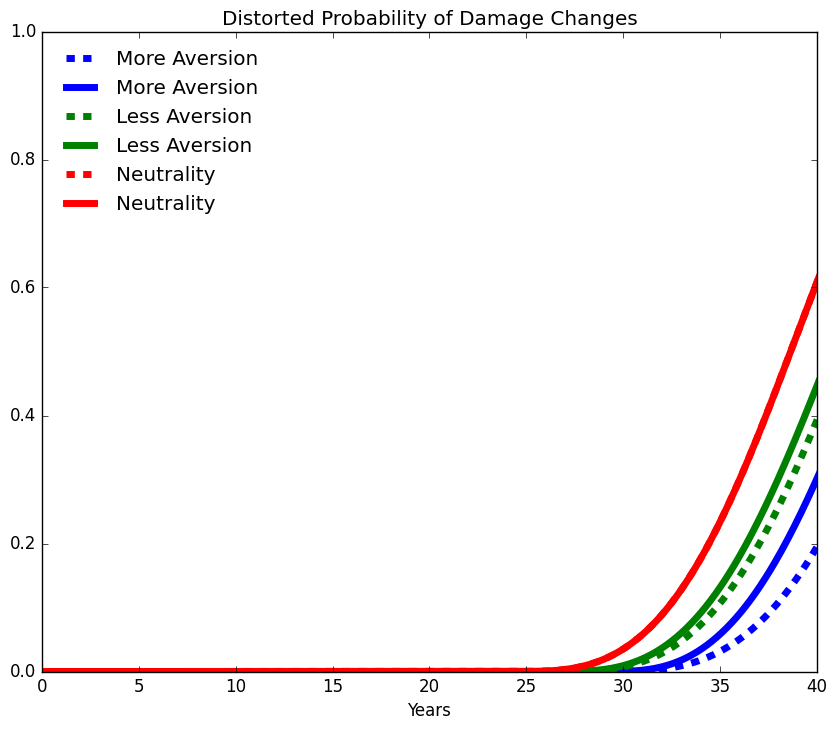 Distorted Probability of Damage Changes
1.0
More Aversion
More Aversion
Less Aversion
Less Aversion
Neutrality
Neutrality
0.8
0.6
0.4
0.2
0.0
0 5 10 15 20 25 30 35 40
Years